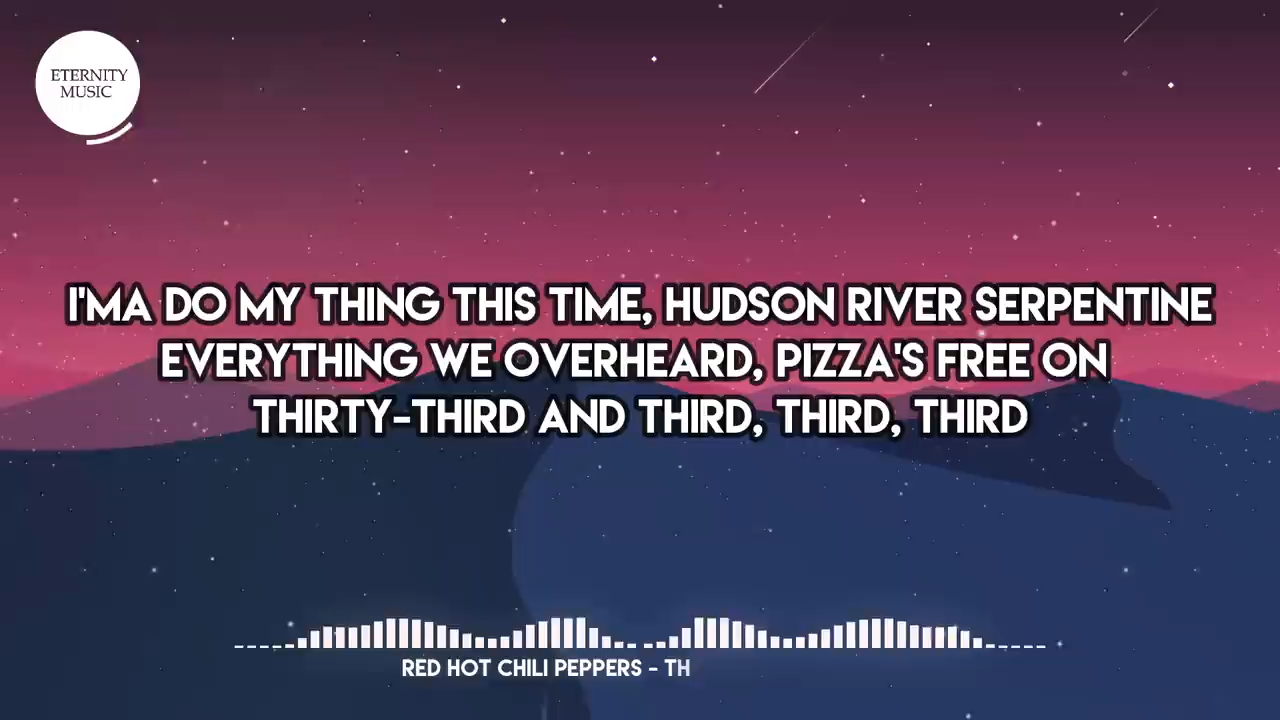 ETERNITY
MUSIC
I'MA DO MY THING THIS TIME, HUDSON RIVER SERPENTINE
EVERYTHING WE OVERHEARD, PIZZA'S FREE ON
THIRTY-THIRD AND THIRD, THIRD, THIRD
RED HOT CHILI PEPPERS - TH